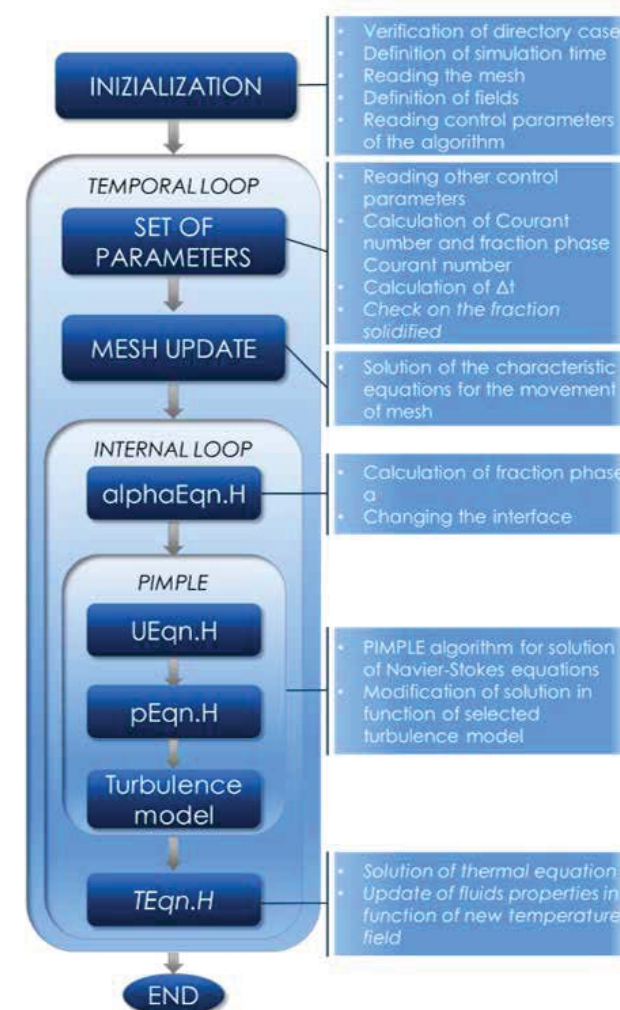 INIZIALIZATION
• Verification of directory case
• Definition of simulation time
• Reading the mesh
• Definition of fields
• Reading control parameters
of the algorithm
TEMPORAL LOOP
SET OF
PARAMETERS
• Reading other control
parameters
• Calculation of Courant
number and fraction phase
Courant number
• Calculation of Δt
• Check on the fraction
solidified
MESH UPDATE
• Solution of the characteristic
equations for the movement
of mesh
INTERNAL LOOP
alphaEqn.H
• Calculation of fraction phase
α
• Changing the interface
PIMPLE
UEqn.H
pEqn.H
Turbulence
model
• PIMPLE algorithm for solution
of Navier-Stokes equations
• Modification of solution in
function of selected
turbulence model
TEqn.H
• Solution of thermal equation
• Update of fluids properties in
function of new temperature
field
END